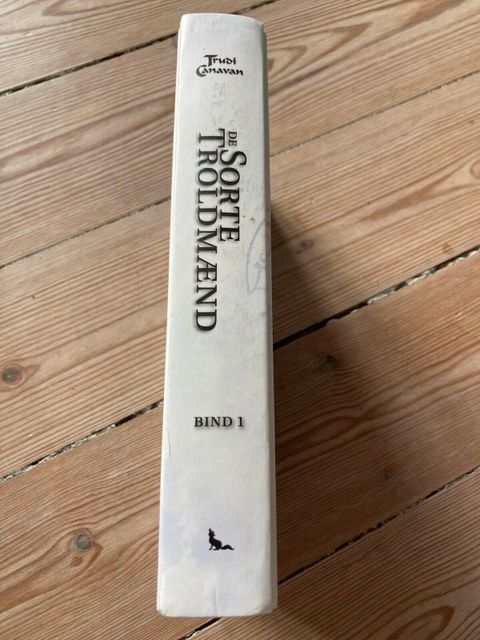 Trudi
Canavan
DE SORTE
TROLDMÆND
BIND 1